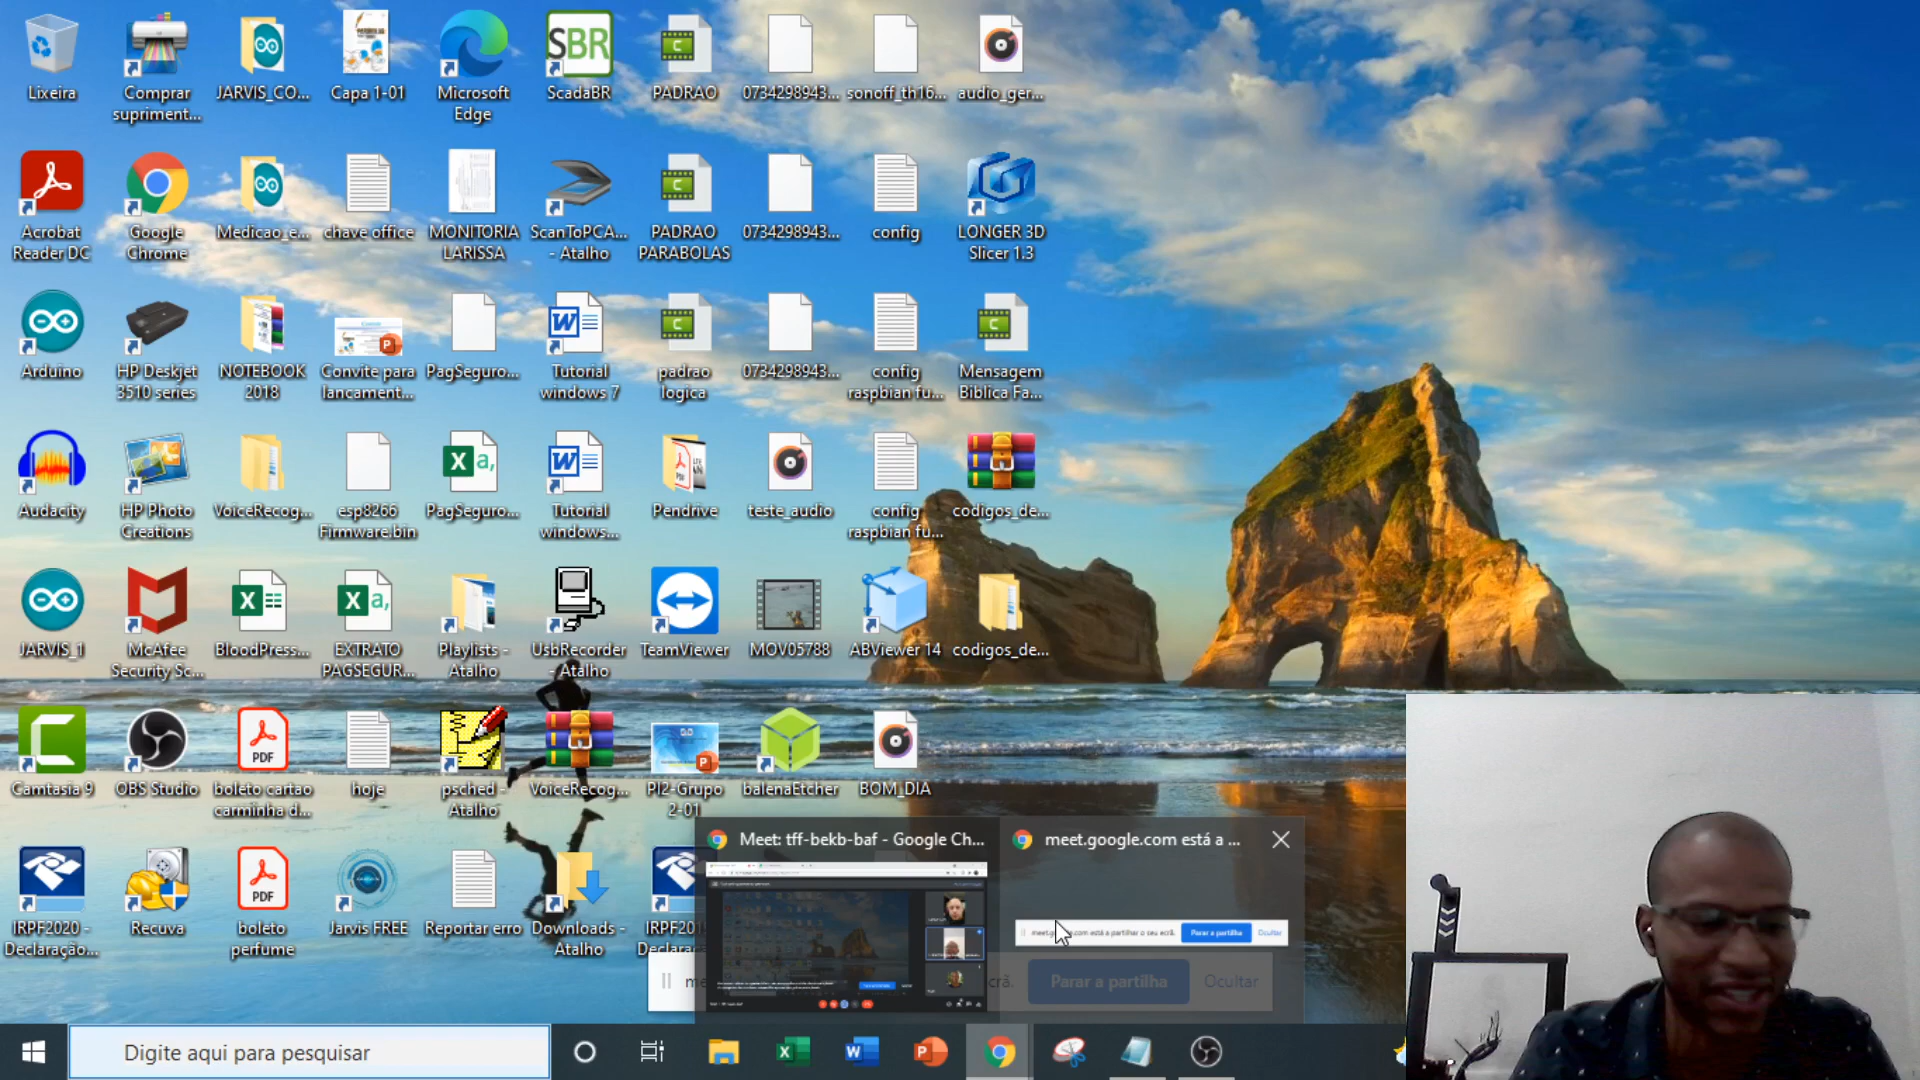 Lixeira
Comprar
supriment...
JARVIS_CO...
Capa 1-01
Microsoft
Edge
SBR
ScadaBR
PADRAO
0734298943...
sonoff_th16...
audio_ger...
Acrobat
Reader DC
Google
Chrome
Medicao_e...
chave office
MONITORIA
LARISSA
ScanToPCA...
- Atalho
PADRAO
PARABOLAS
0734298943...
config
LONGER 3D
Slicer 1.3
Arduino
HP Deskjet
3510 series
NOTEBOOK
2018
Convite para
lancament...
PagSeguro...
Tutorial
windows 7
padrao
logica
0734298943...
config
raspbian fu...
Mensagem
Biblica Fa...
Audacity
HP Photo
Creations
VoiceRecog...
esp8266
Firmware.bin
PagSeguro...
Tutorial
windows...
Pendrive
teste_audio
config
raspbian fu...
codigos_de...
JARVIS_1
McAfee
Security Sc...
BloodPress...
EXTRATO
PAGSEGUR...
Playlists -
Atalho
UsbRecorder
- Atalho
TeamViewer
MOV05788
ABViewer 14
codigos_de...
Camtasia 9
OBS Studio
PDF
boleto cartao
carminha d...
hoje
psched -
Atalho
VoiceRecog...
PI2-Grupo
2-01
balenaEtcher
BOM_DIA
IRPF2020 -
Declaração...
Recuva
PDF
boleto
perfume
Jarvis FREE
Reportar erro
Downloads -
Atalho
Meet: tff-bekb-baf - Google Ch...
meet.google.com está a ...
Parar a partilha
Ocultar
Parar a partilha
Ocultar
Digite aqui para pesquisar